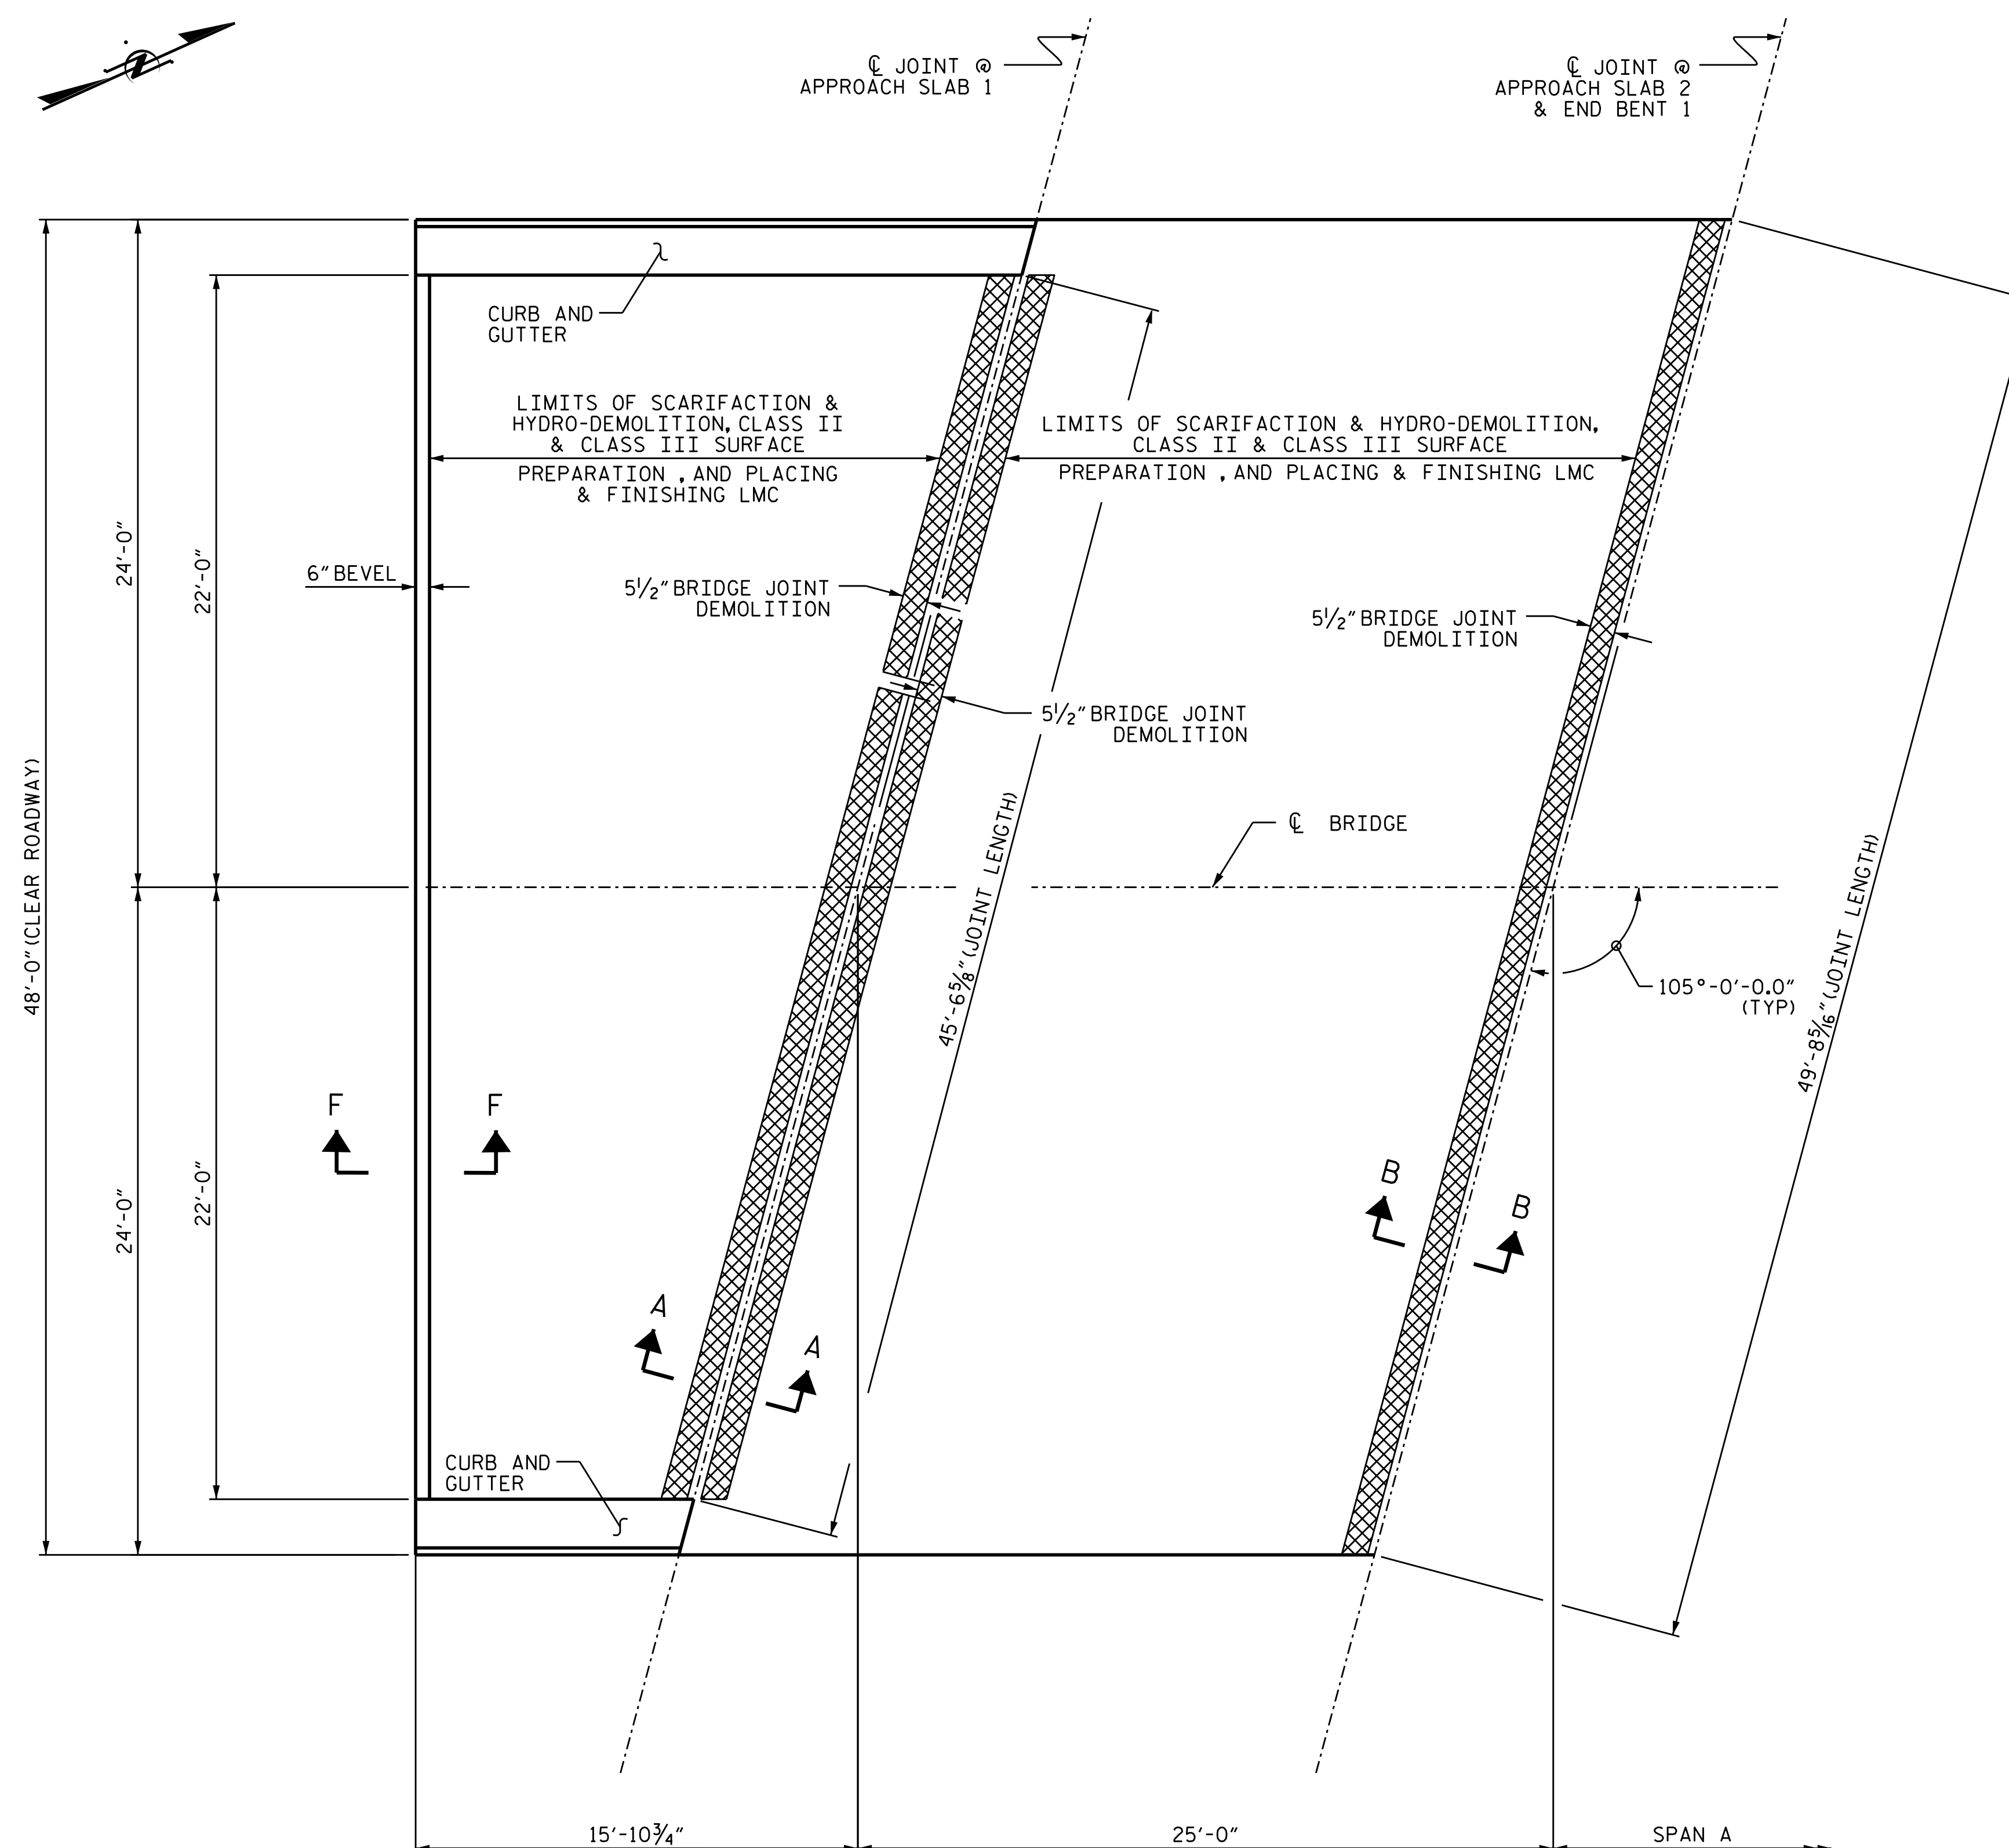 N
℄ JOINT @
APPROACH SLAB 1
℄ JOINT @
APPROACH SLAB 2
& END BENT 1
CURB AND
GUTTER
LIMITS OF SCARIFACTION &
HYDRO-DEMOLITION, CLASS II
& CLASS III SURFACE
PREPARATION , AND PLACING
& FINISHING LMC
LIMITS OF SCARIFACTION & HYDRO-DEMOLITION,
CLASS II & CLASS III SURFACE
PREPARATION , AND PLACING & FINISHING LMC
24'-0"
22'-0"
6" BEVEL
5½" BRIDGE JOINT
DEMOLITION
5½" BRIDGE JOINT
DEMOLITION
5½" BRIDGE JOINT
DEMOLITION
48'-0" (CLEAR ROADWAY)
℄ BRIDGE
45'-6⅝" (JOINT LENGTH)
49'-8 5/16" (JOINT LENGTH)
105°-0'-0.0"
(TYP)
F
F
24'-0"
22'-0"
B
B
A
A
CURB AND
GUTTER
15'-10¾"
25'-0"
SPAN A